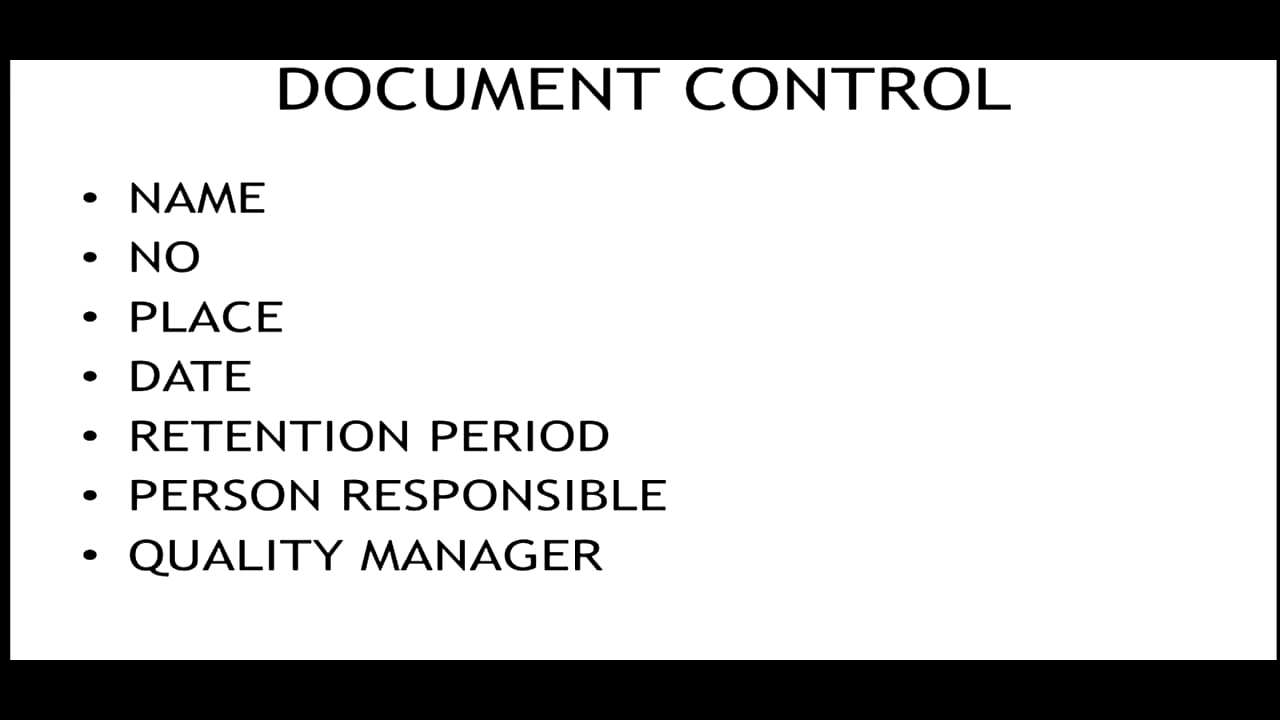 DOCUMENT CONTROL
• NAME
• NO
• PLACE
• DATE
• RETENTION PERIOD
• PERSON RESPONSIBLE
• QUALITY MANAGER